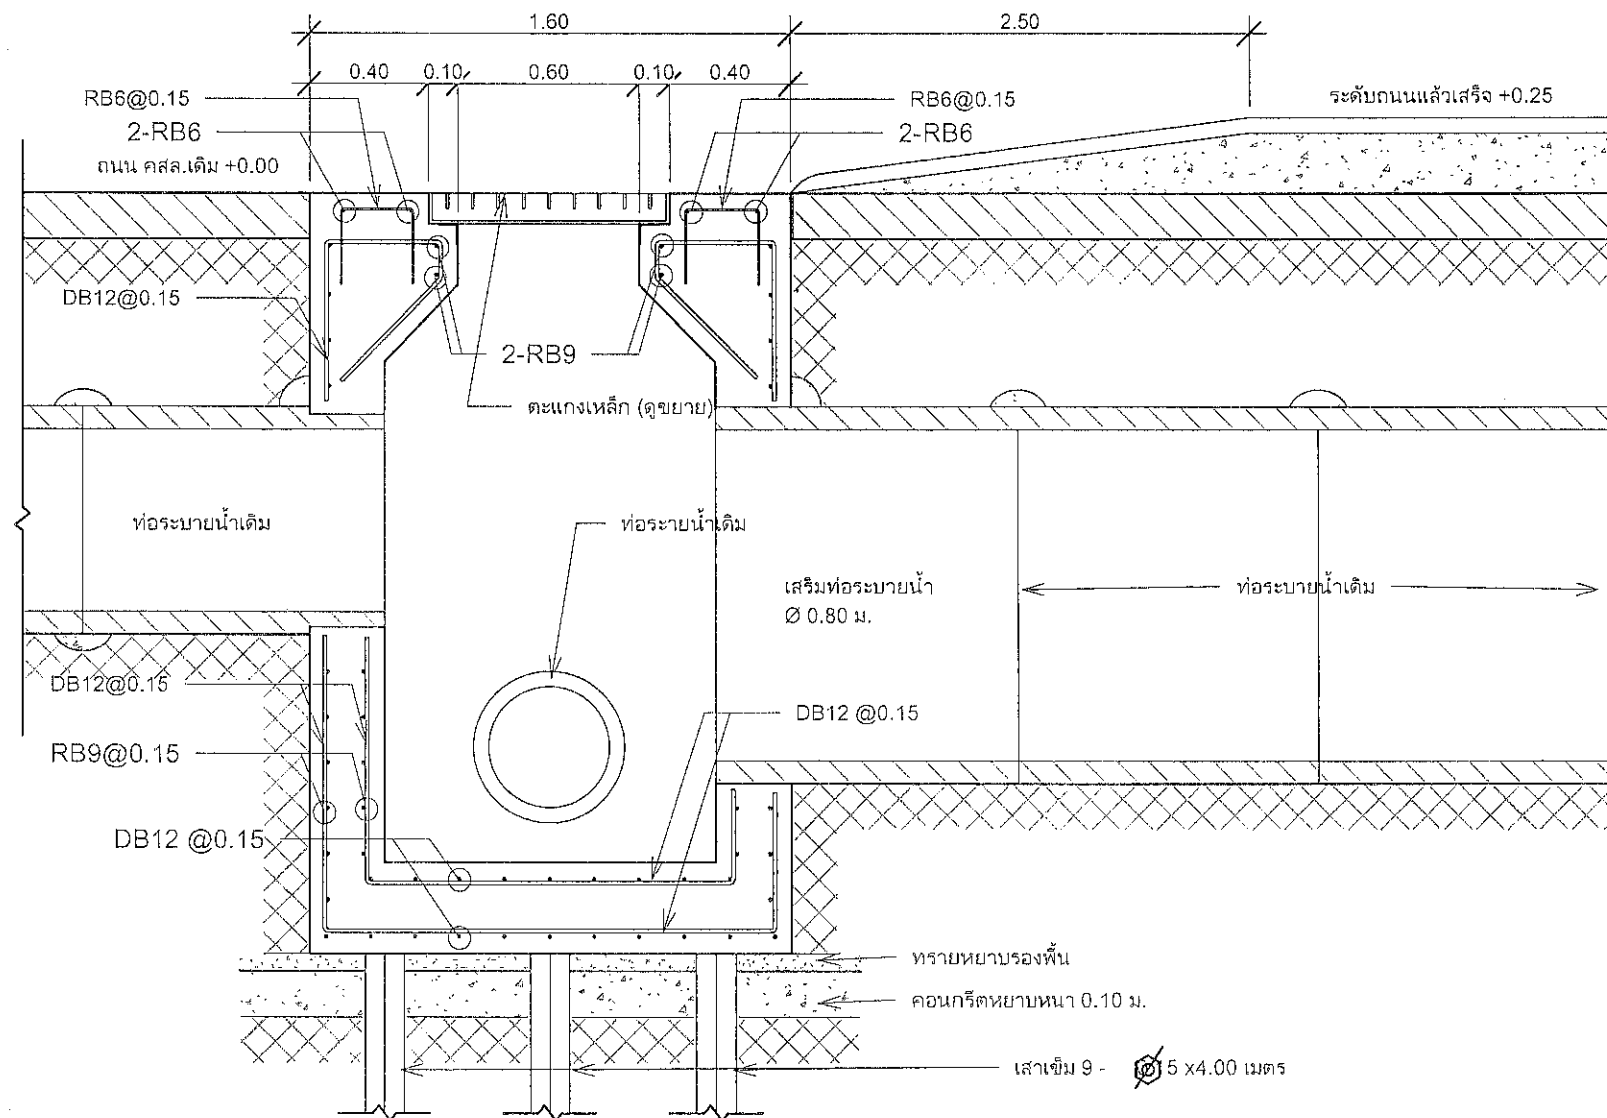 1.60
2.50
0.40
0.10
0.60
0.10
0.40
RB6@0.15
RB6@0.15
ระดับถนนแล้วเสร็จ +0.25
2-RB6
2-RB6
ถนน คสล.เดิม +0.00
DB12@0.15
2-RB9
ตะแกงเหล็ก (ดูขยาย)
ท่อระบายน้ำเดิม
ท่อระายน้ำเดิม
เสริมท่อระบายน้ำ
Ø 0.80 ม.
ท่อระบายน้ำเดิม
DB12@0.15
DB12 @0.15
RB9@0.15
DB12 @0.15
ทรายหยาบรองพื้น
คอนกรีตหยาบหนา 0.10 ม.
เสาเข็ม 9 - 5 x4.00 เมตร